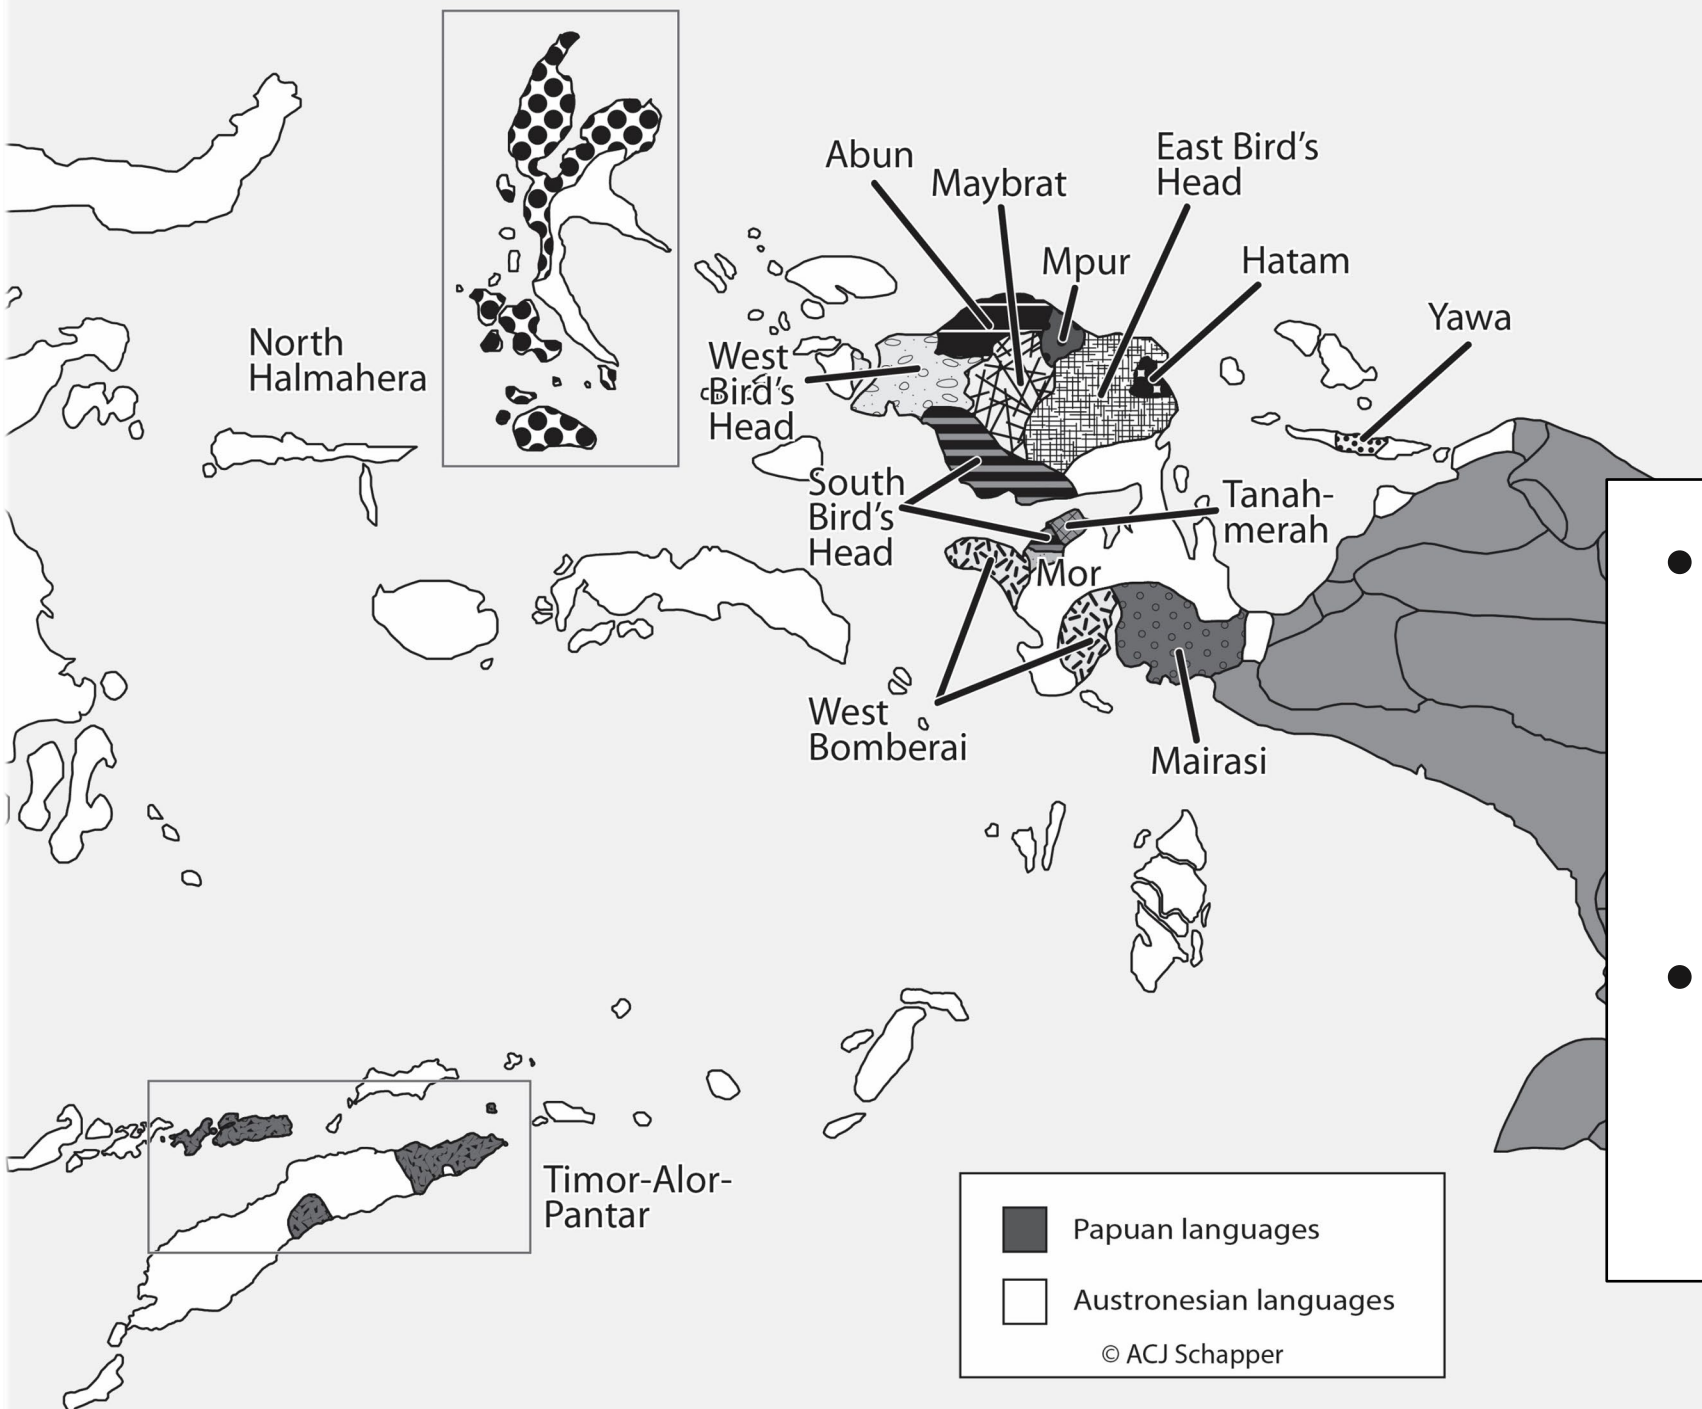 Abun
Maybrat
East Bird's
Head
Mpur
Hatam
Yawa
North
Halmahera
West
Bird's
Head
South
Bird's
Head
Tanah-
merah
Mor
West
Bomberai
Mairasi
Timor-Alor-
Pantar
Papuan languages
Austronesian languages
© ACJ Schapper